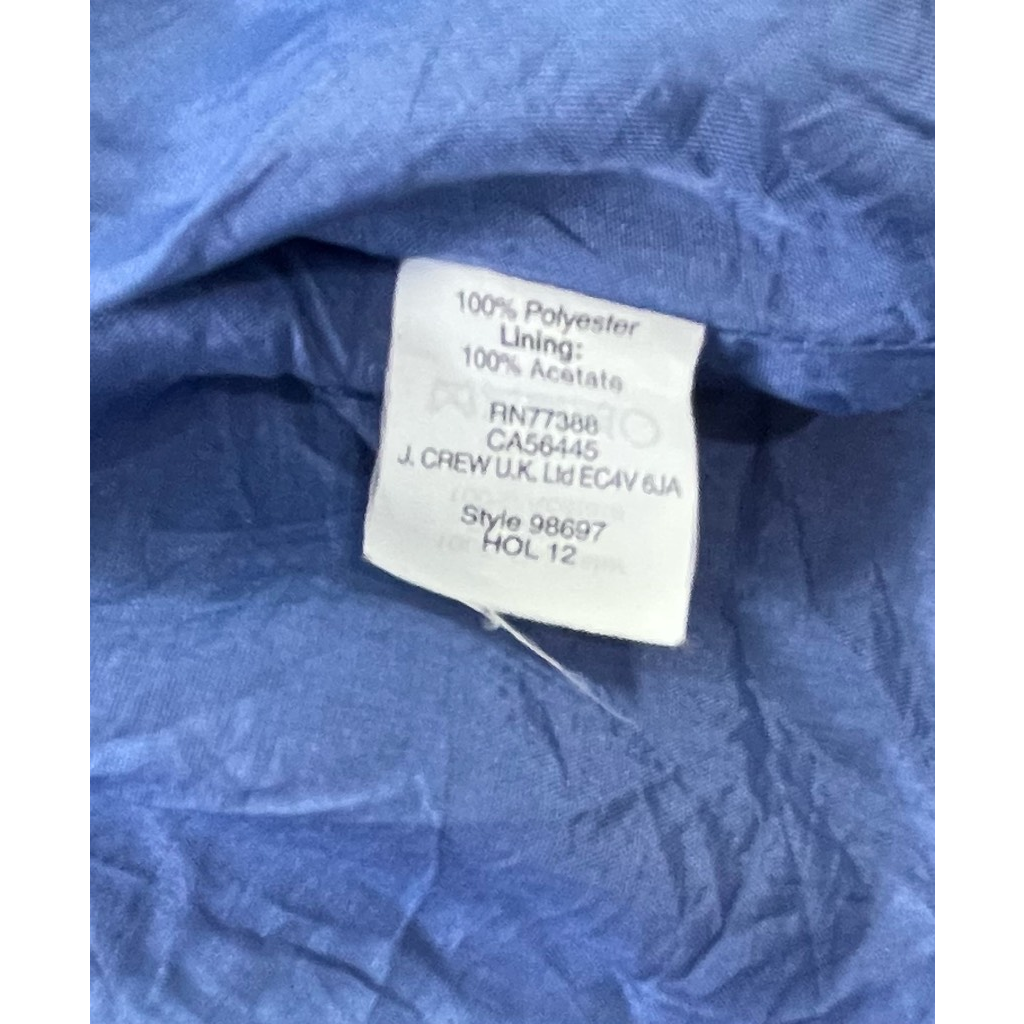 100% Polyester
Lining:
100% Acetate
RN77388
CA56445
J. CREW U.K. Ltd EC4V 6JA
Style 98697
HOL 12